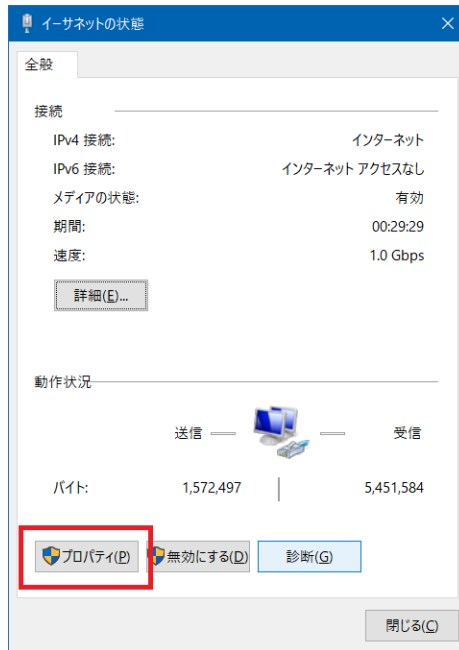 イーサネットの状態
全般
接続
IPv4 接続: インターネット
IPv6 接続: インターネット アクセスなし
メディアの状態: 有効
期間: 00:29:29
速度: 1.0 Gbps
詳細(E)...
動作状況
送信 受信
バイト: 1,572,497 5,451,584
プロパティ(P) 無効にする(D) 診断(G)
閉じる(C)